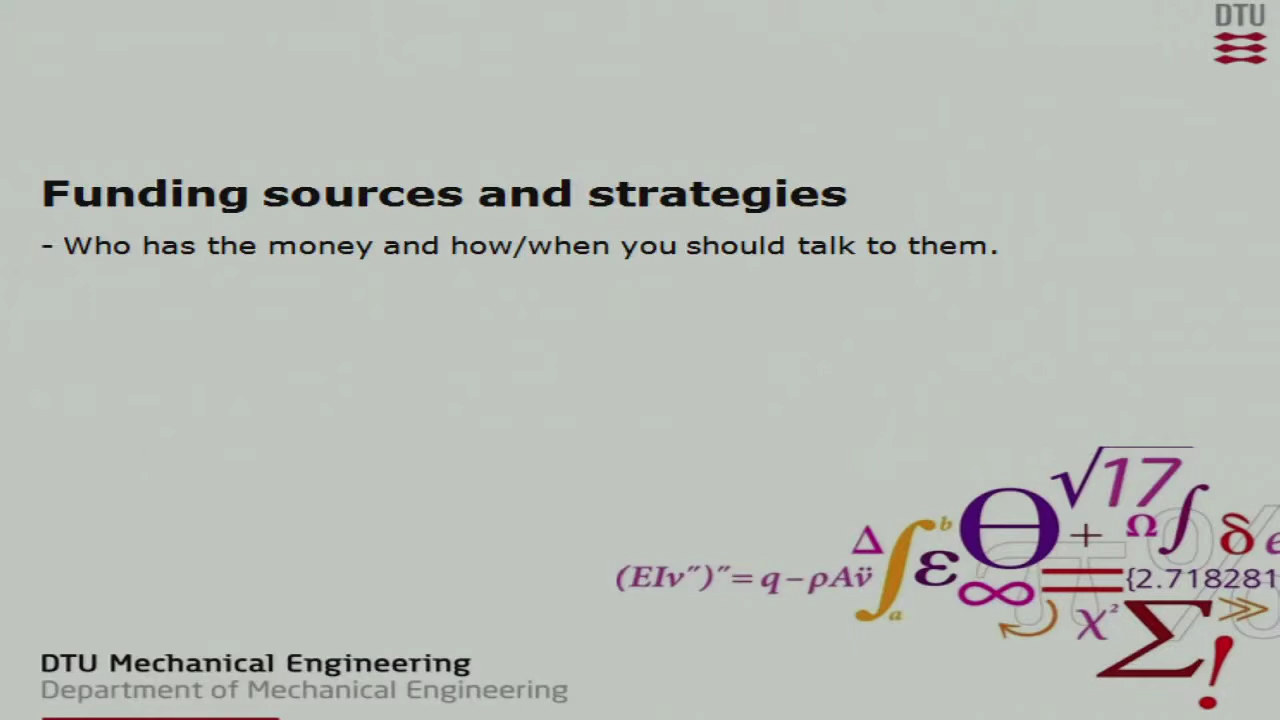 DTU
Funding sources and strategies
- Who has the money and how/when you should talk to them.
√17
Δ ∫ b a ε Θ + Ω ∫ δ e
(EIv″)″= q – ρAv̈
∞ = {2.718281
χ² Σ ! ≫
DTU Mechanical Engineering
Department of Mechanical Engineering